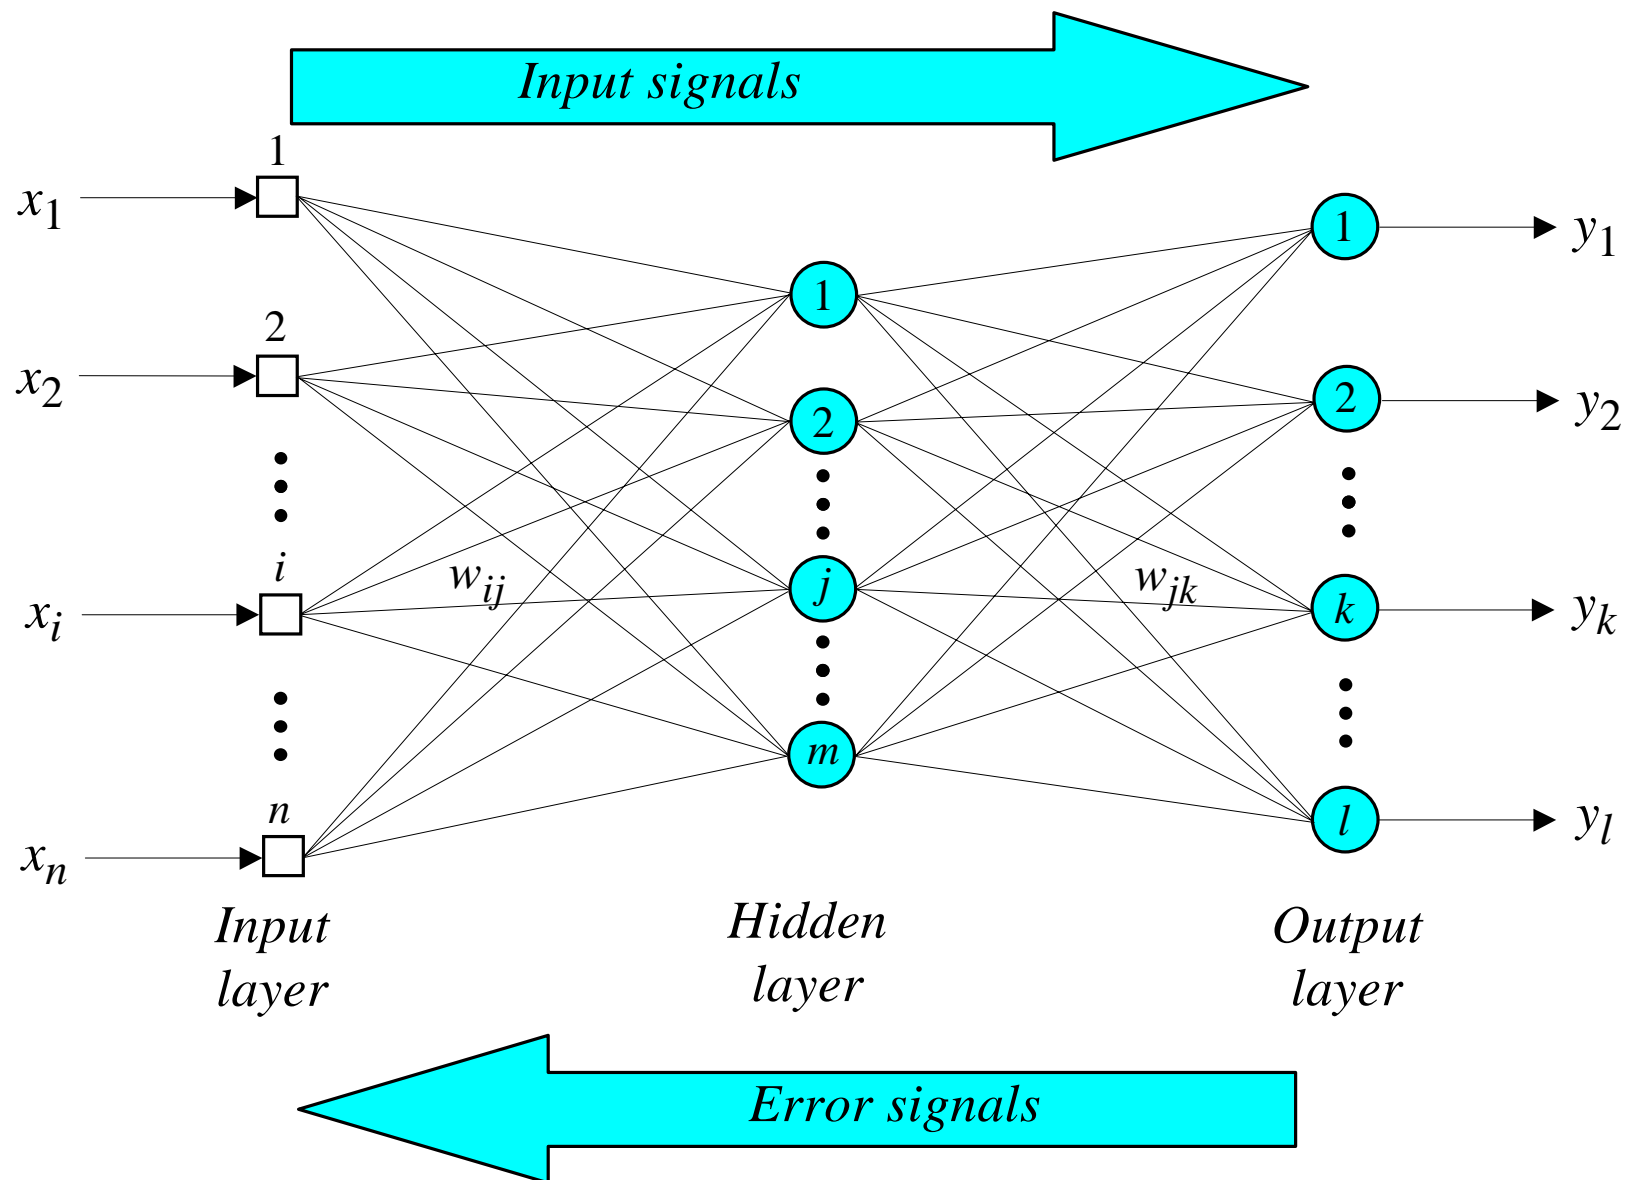 Input signals
1
x1
1
1
y1
2
x2
2
2
y2
i
xi
wij
j
wjk
k
yk
m
n
xn
l
yl
Input
layer
Hidden
layer
Output
layer
Error signals